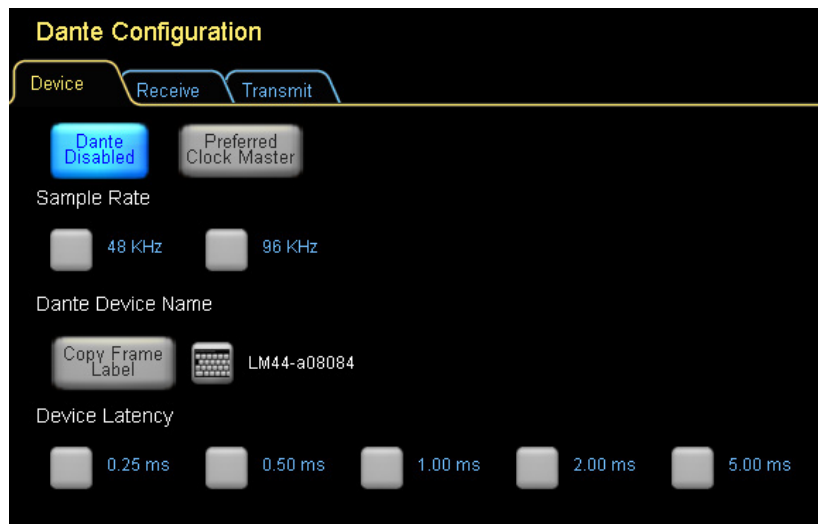 Dante Configuration
Device Receive Transmit
Dante Disabled Preferred Clock Master
Sample Rate
48 KHz 96 KHz
Dante Device Name
Copy Frame Label LM44-a08084
Device Latency
0.25 ms 0.50 ms 1.00 ms 2.00 ms 5.00 ms